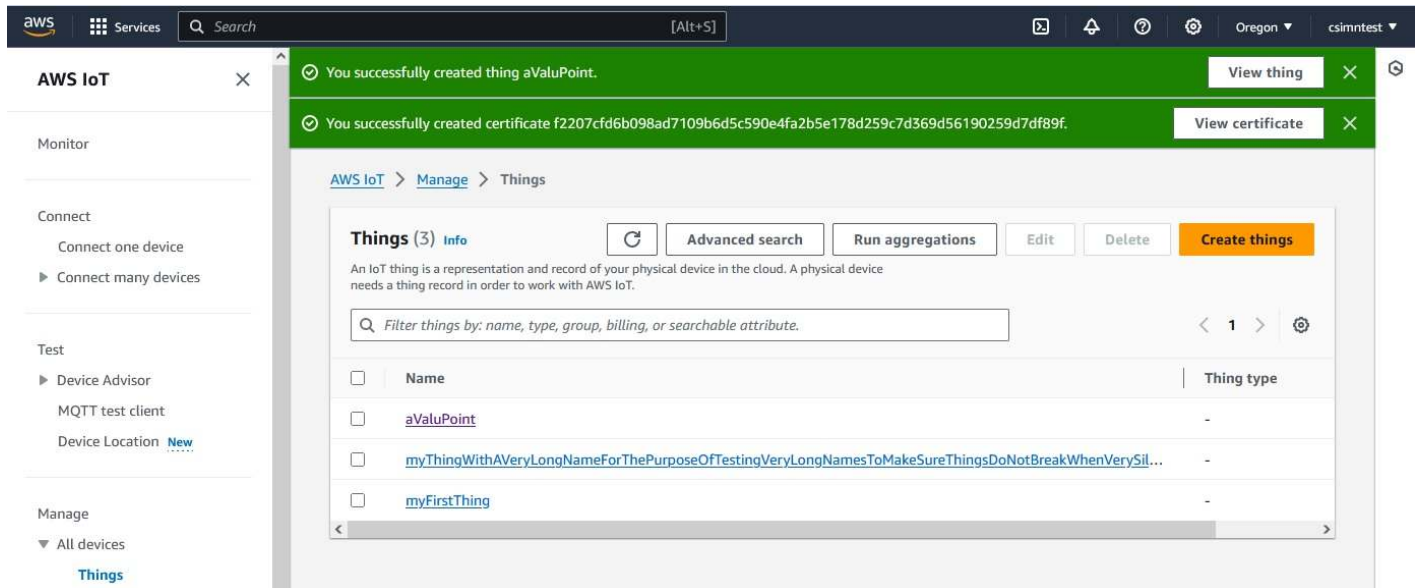 aws Services Search [Alt+S] Oregon ▼ csimntest ▼
AWS IoT
Monitor
Connect
Connect one device
Connect many devices
Test
Device Advisor
MQTT test client
Device Location New
Manage
All devices
Things
You successfully created thing aValuPoint. View thing
You successfully created certificate f2207cfd6b098ad7109b6d5c590e4fa2b5e178d259c7d369d56190259d7df89f. View certificate
AWS IoT > Manage > Things
Things (3) Info Advanced search Run aggregations Edit Delete Create things
An IoT thing is a representation and record of your physical device in the cloud. A physical device
needs a thing record in order to work with AWS IoT.
Filter things by: name, type, group, billing, or searchable attribute. < 1 >
Name Thing type
aValuPoint -
myThingWithAVeryLongNameForThePurposeOfTestingVeryLongNamesToMakeSureThingsDoNotBreakWhenVerySil... -
myFirstThing -